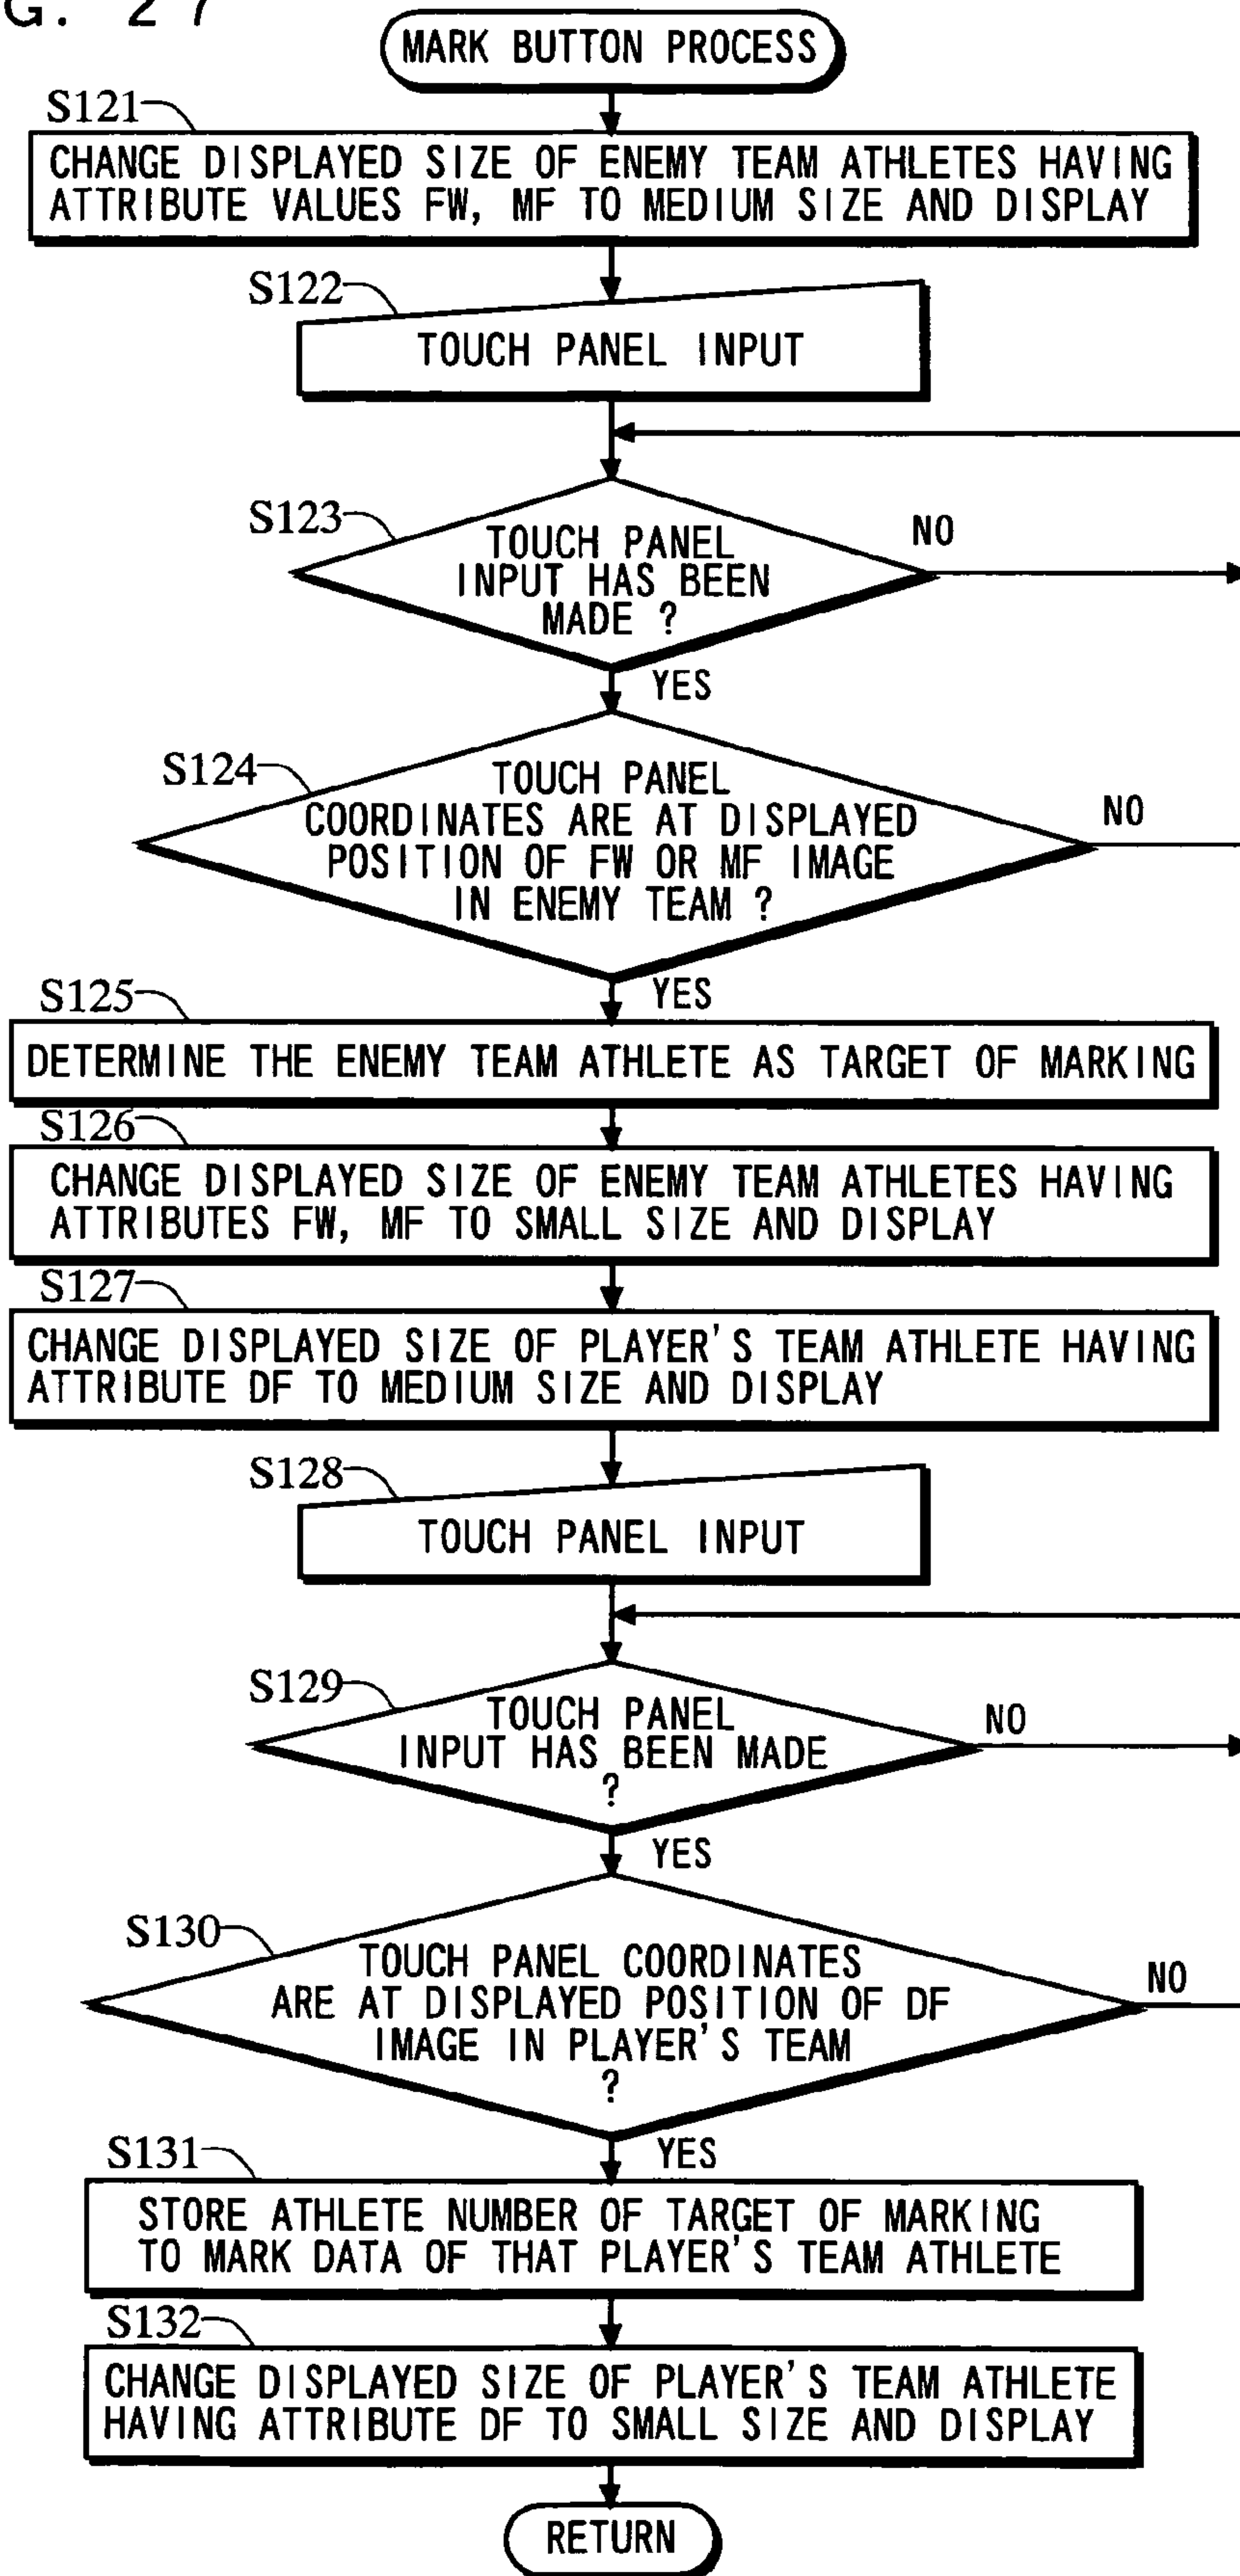 G. 27
MARK BUTTON PROCESS
S121
CHANGE DISPLAYED SIZE OF ENEMY TEAM ATHLETES HAVING
ATTRIBUTE VALUES FW, MF TO MEDIUM SIZE AND DISPLAY
S122
TOUCH PANEL INPUT
S123
TOUCH PANEL
INPUT HAS BEEN
MADE ?
NO
YES
S124
TOUCH PANEL
COORDINATES ARE AT DISPLAYED
POSITION OF FW OR MF IMAGE
IN ENEMY TEAM ?
NO
YES
S125
DETERMINE THE ENEMY TEAM ATHLETE AS TARGET OF MARKING
S126
CHANGE DISPLAYED SIZE OF ENEMY TEAM ATHLETES HAVING
ATTRIBUTES FW, MF TO SMALL SIZE AND DISPLAY
S127
CHANGE DISPLAYED SIZE OF PLAYER'S TEAM ATHLETE HAVING
ATTRIBUTE DF TO MEDIUM SIZE AND DISPLAY
S128
TOUCH PANEL INPUT
S129
TOUCH PANEL
INPUT HAS BEEN MADE
?
NO
YES
S130
TOUCH PANEL COORDINATES
ARE AT DISPLAYED POSITION OF DF
IMAGE IN PLAYER'S TEAM
?
NO
YES
S131
STORE ATHLETE NUMBER OF TARGET OF MARKING
TO MARK DATA OF THAT PLAYER'S TEAM ATHLETE
S132
CHANGE DISPLAYED SIZE OF PLAYER'S TEAM ATHLETE
HAVING ATTRIBUTE DF TO SMALL SIZE AND DISPLAY
RETURN